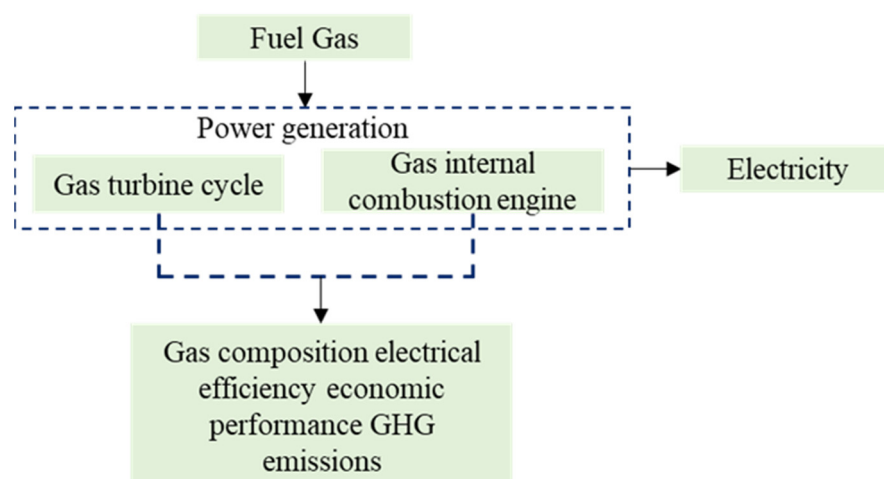 Fuel Gas
Power generation
Gas turbine cycle
Gas internal
combustion engine
Electricity
Gas composition electrical
efficiency economic
performance GHG
emissions